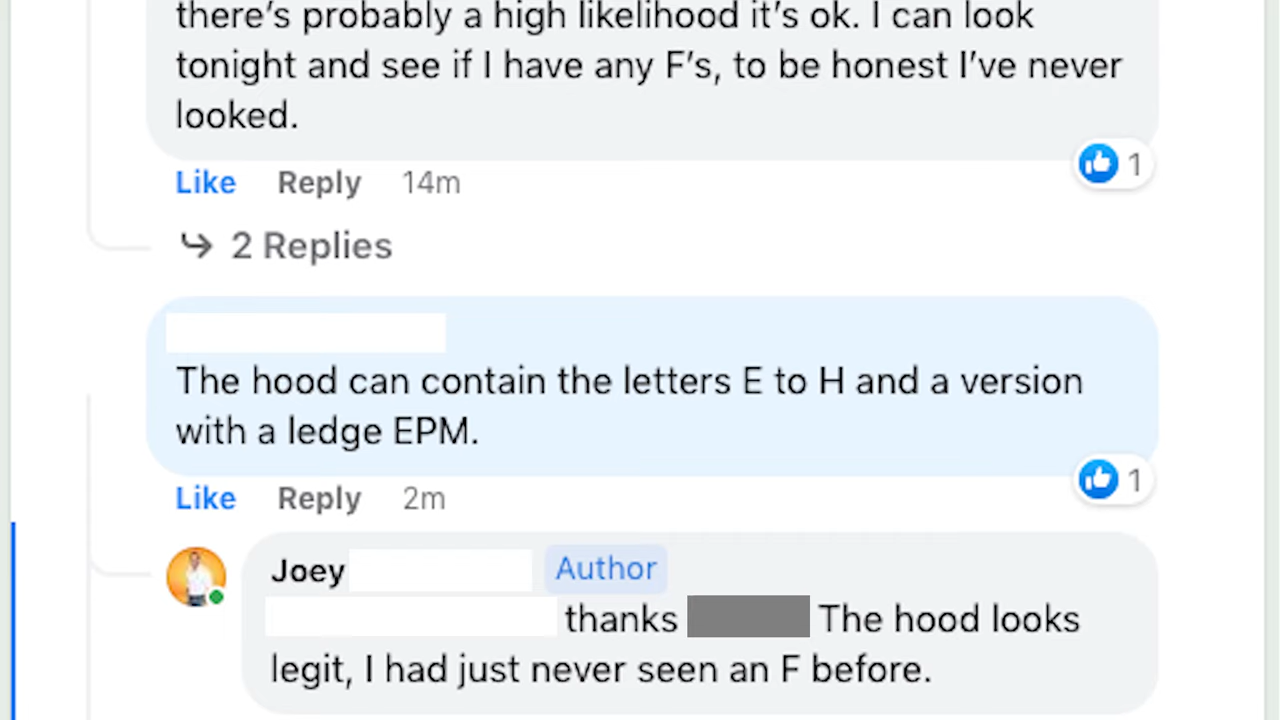 there's probably a high likelihood it's ok. I can look
tonight and see if I have any F's, to be honest I've never
looked.
Like Reply 14m
1
2 Replies
The hood can contain the letters E to H and a version
with a ledge EPM.
Like Reply 2m
1
Joey Author
thanks The hood looks
legit, I had just never seen an F before.